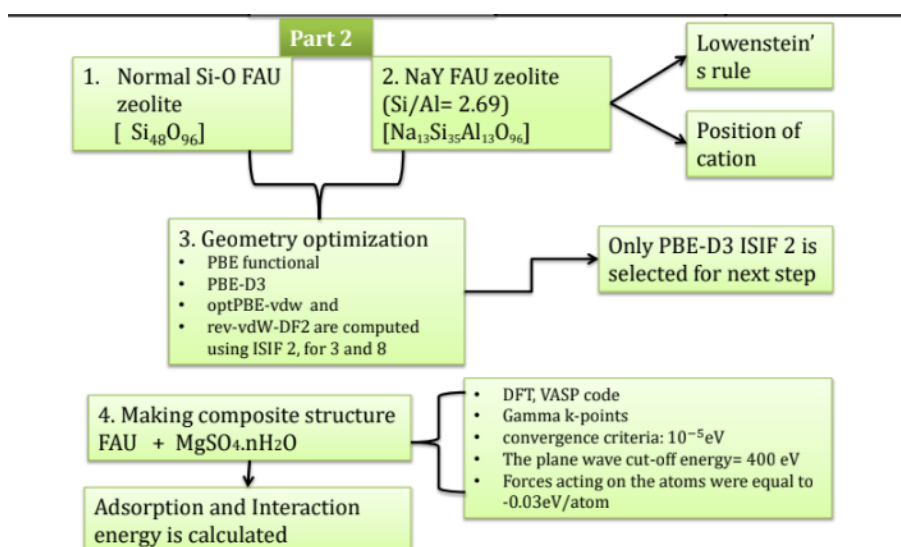 Part 2
1. Normal Si-O FAU
zeolite
[ Si₄₈O₉₆]
2. NaY FAU zeolite
(Si/Al= 2.69)
[Na₁₃Si₃₅Al₁₃O₉₆]
Lowenstein'
s rule
Position of
cation
3. Geometry optimization
• PBE functional
• PBE-D3
• optPBE-vdw and
• rev-vdW-DF2 are computed
using ISIF 2, for 3 and 8
Only PBE-D3 ISIF 2 is
selected for next step
4. Making composite structure
FAU + MgSO₄.nH₂O
• DFT, VASP code
• Gamma k-points
• convergence criteria: 10⁻⁵eV
• The plane wave cut-off energy= 400 eV
• Forces acting on the atoms were equal to
-0.03eV/atom
Adsorption and Interaction
energy is calculated